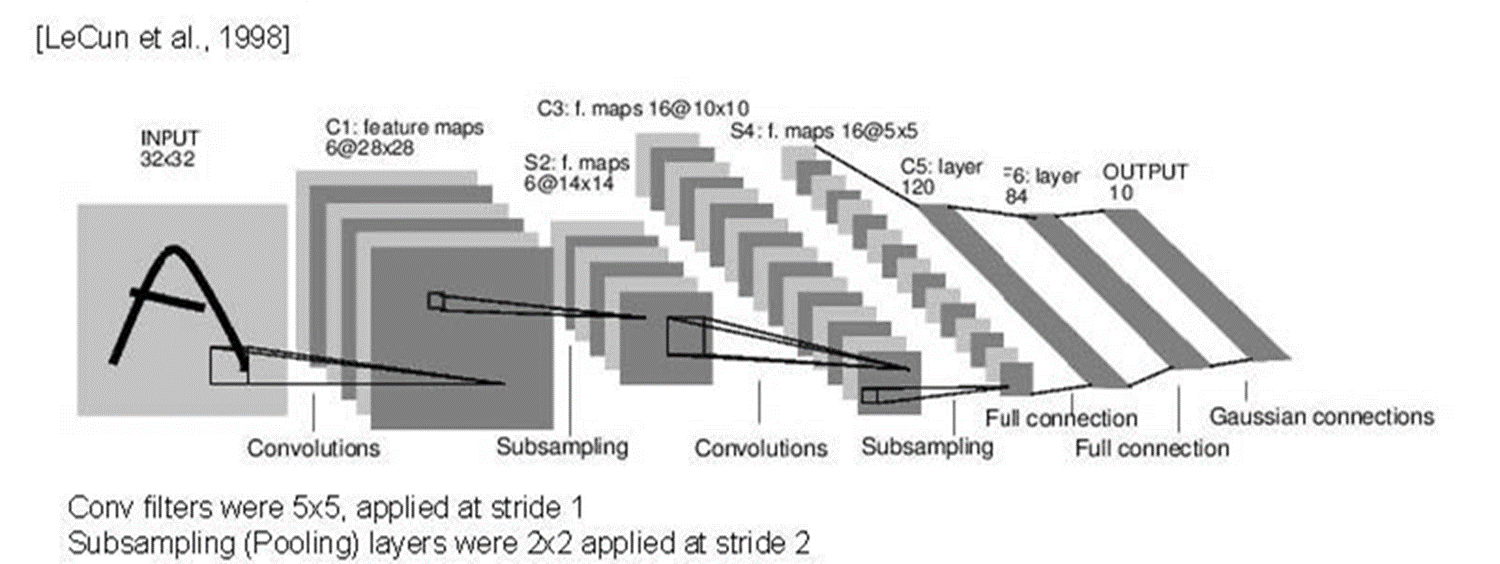 [LeCun et al., 1998]
INPUT
32x32
C1: feature maps
6@28x28
S2: f. maps
6@14x14
C3: f. maps 16@10x10
S4: f. maps 16@5x5
C5: layer
120
F6: layer
84
OUTPUT
10
Convolutions
Subsampling
Convolutions
Subsampling
Full connection
Full connection
Gaussian connections
Conv filters were 5x5, applied at stride 1
Subsampling (Pooling) layers were 2x2 applied at stride 2